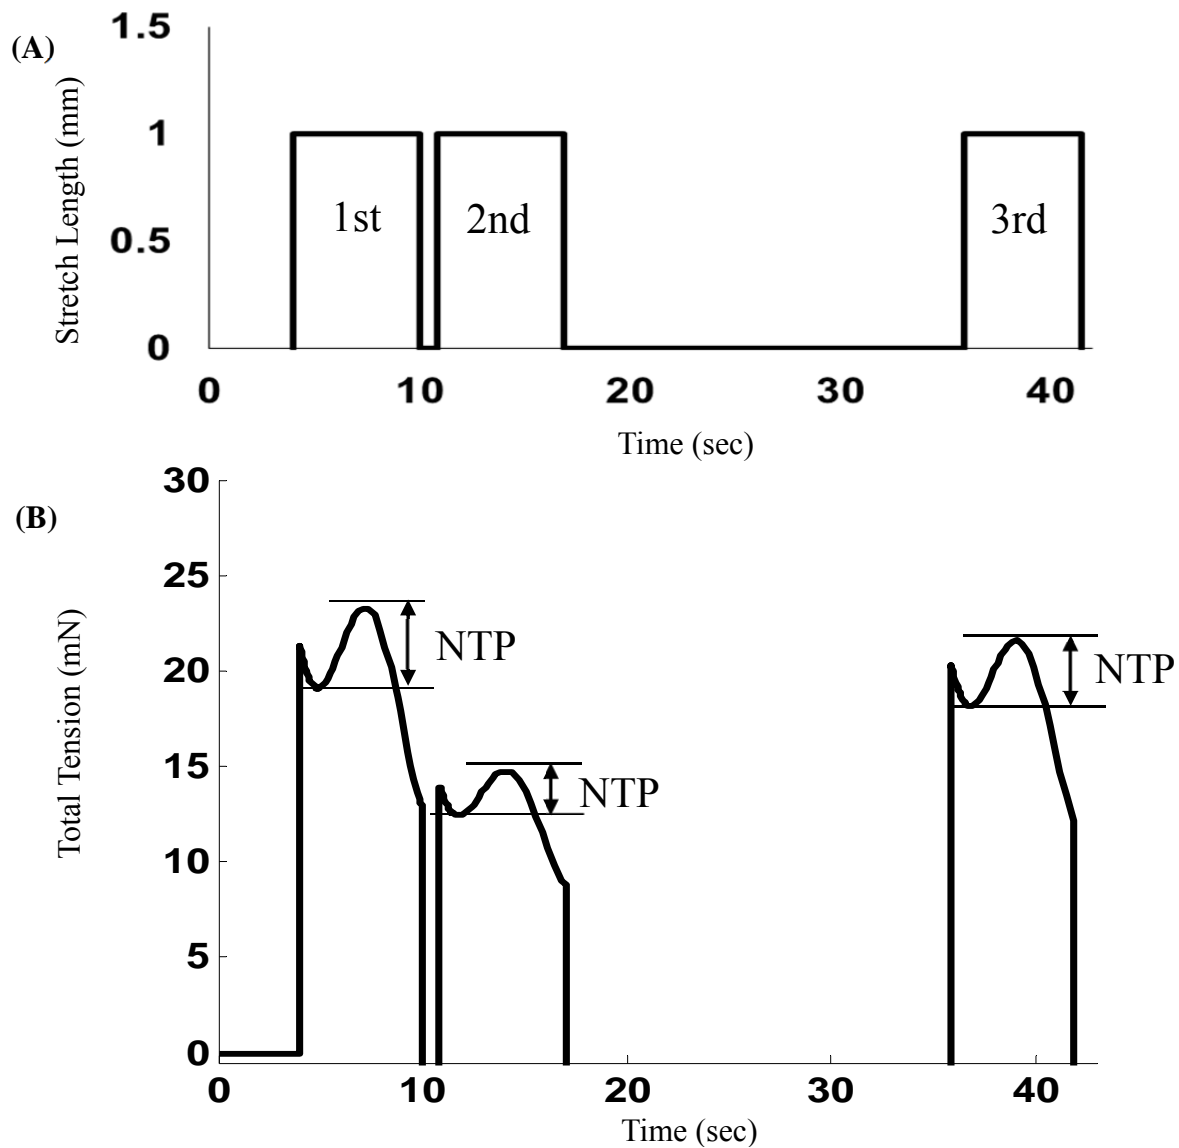 (A)
Stretch Length (mm)
1.5
1
0.5
0
1st
2nd
3rd
0 10 20 30 40
Time (sec)
(B)
Total Tension (mN)
30
25
20
15
10
5
0
NTP
NTP
NTP
0 10 20 30 40
Time (sec)